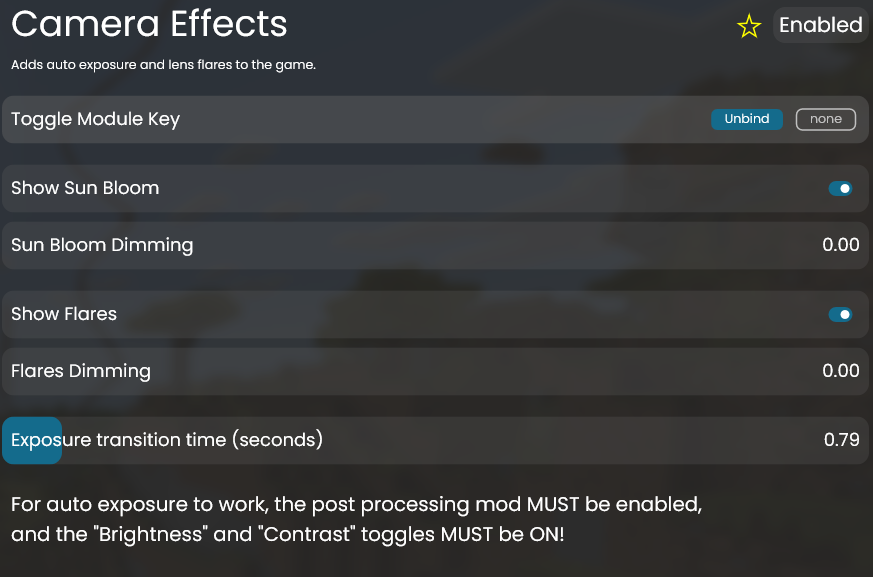 Camera Effects
Enabled
Adds auto exposure and lens flares to the game.
Toggle Module Key
Unbind
none
Show Sun Bloom
Sun Bloom Dimming
0.00
Show Flares
Flares Dimming
0.00
Exposure transition time (seconds)
0.79
For auto exposure to work, the post processing mod MUST be enabled,
and the "Brightness" and "Contrast" toggles MUST be ON!